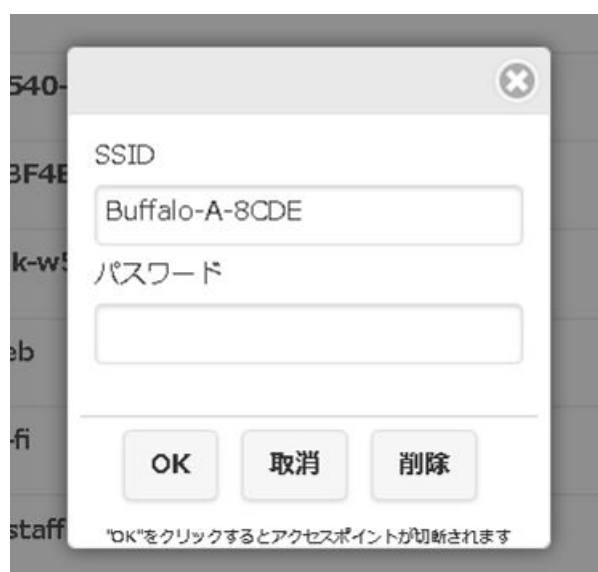 540-
SSID
3F4E
Buffalo-A-8CDE
k-w5
パスワード
eb
-fi
OK 取消 削除
staff
"OK"をクリックするとアクセスポイントが切断されます